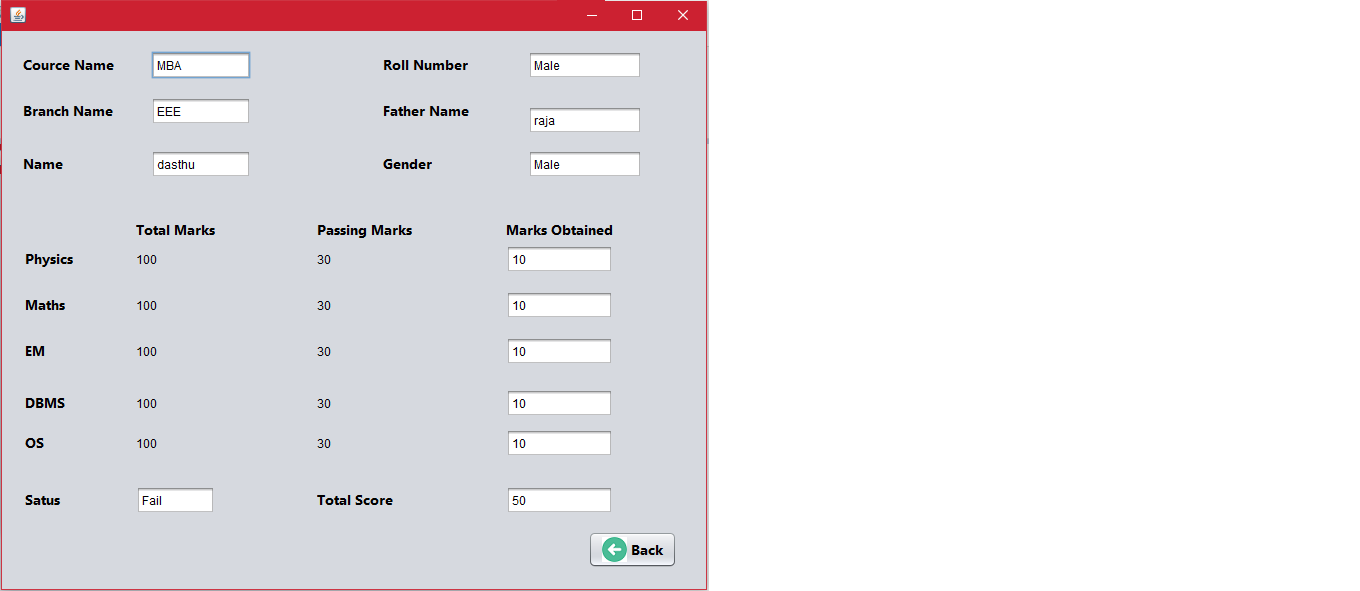 Cource Name MBA Roll Number Male
Branch Name EEE Father Name raja
Name dasthu Gender Male
Total Marks Passing Marks Marks Obtained
Physics 100 30 10
Maths 100 30 10
EM 100 30 10
DBMS 100 30 10
OS 100 30 10
Satus Fail Total Score 50
Back